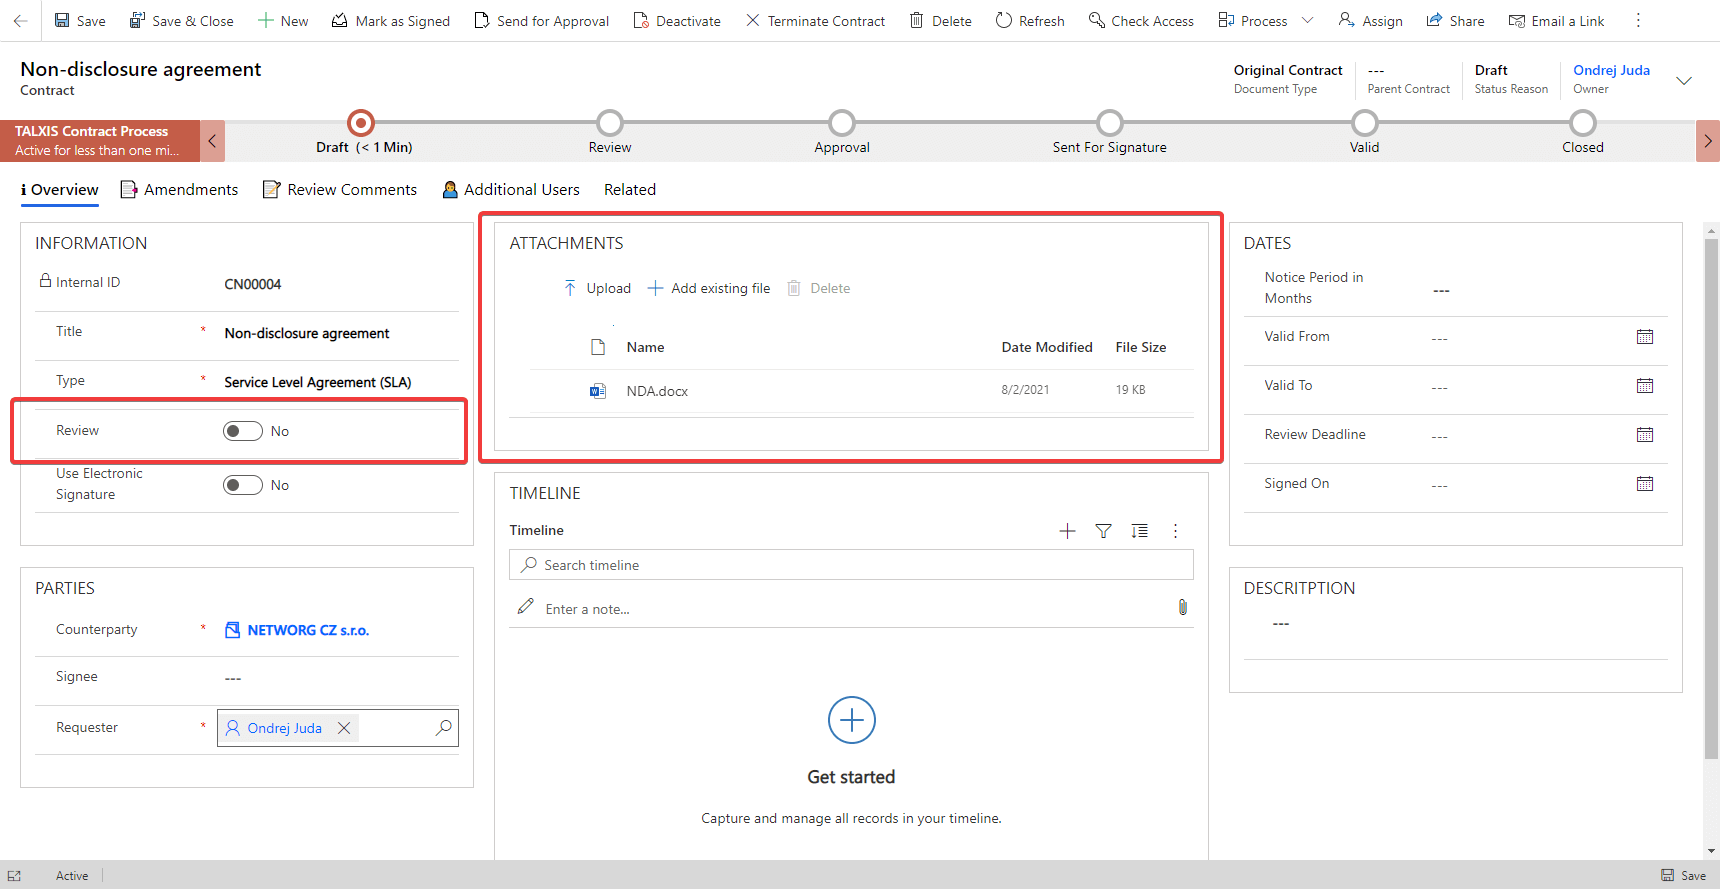 Save
Save & Close
New
Mark as Signed
Send for Approval
Deactivate
Terminate Contract
Delete
Refresh
Check Access
Process
Assign
Share
Email a Link
Non-disclosure agreement
Contract
Original Contract
Document Type
---
Parent Contract
Draft
Status Reason
Ondrej Juda
Owner
TALXIS Contract Process
Active for less than one mi...
Draft (< 1 Min)
Review
Approval
Sent For Signature
Valid
Closed
Overview
Amendments
Review Comments
Additional Users
Related
INFORMATION
Internal ID
CN00004
Title * Non-disclosure agreement
Type * Service Level Agreement (SLA)
Review No
Use Electronic
Signature
No
PARTIES
Counterparty * NETWORG CZ s.r.o.
Signee ---
Requester * Ondrej Juda
ATTACHMENTS
Upload
Add existing file
Delete
Name Date Modified File Size
NDA.docx 8/2/2021 19 KB
TIMELINE
Timeline
Search timeline
Enter a note...
Get started
Capture and manage all records in your timeline.
DATES
Notice Period in
Months
---
Valid From ---
Valid To ---
Review Deadline ---
Signed On ---
DESCRITPTION
---
Active
Save